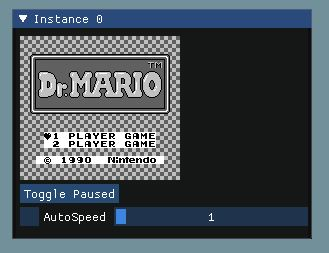 Instance 0
Dr. MARIO
TM
1 PLAYER GAME
2 PLAYER GAME
© 1990 Nintendo
Toggle Paused
AutoSpeed 1